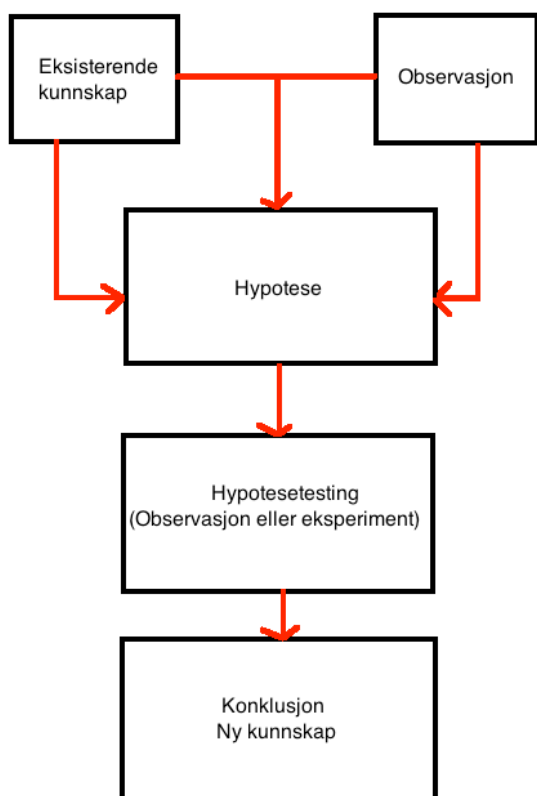 Eksisterende
kunnskap
Observasjon
Hypotese
Hypotesetesting
(Observasjon eller eksperiment)
Konklusjon
Ny kunnskap